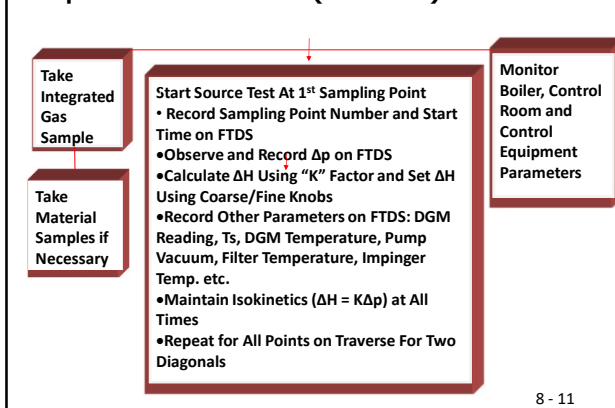 Take
Integrated
Gas
Sample
Take
Material
Samples if
Necessary
Start Source Test At 1st Sampling Point
• Record Sampling Point Number and Start
Time on FTDS
•Observe and Record Δp on FTDS
•Calculate ΔH Using “K” Factor and Set ΔH
Using Coarse/Fine Knobs
•Record Other Parameters on FTDS: DGM
Reading, Ts, DGM Temperature, Pump
Vacuum, Filter Temperature, Impinger
Temp. etc.
•Maintain Isokinetics (ΔH = KΔp) at All
Times
•Repeat for All Points on Traverse For Two
Diagonals
Monitor
Boiler, Control
Room and
Control
Equipment
Parameters
8 - 11